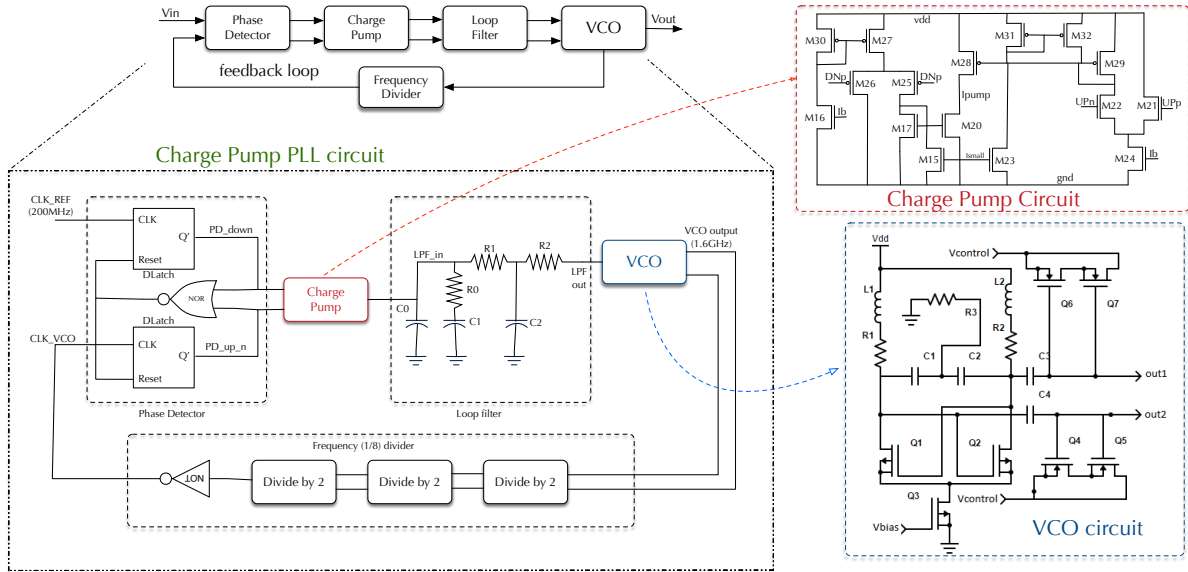 Vin
Phase Detector
Charge Pump
Loop Filter
VCO
Vout
feedback loop
Frequency Divider
Charge Pump PLL circuit
CLK_REF
(200MHz)
CLK
Q'
Reset
DLatch
PD_down
NOR
DLatch
CLK_VCO
CLK
Q'
Reset
PD_up_n
Phase Detector
Charge Pump
LPF_in
R1
R2
R0
C0
C1
C2
LPF out
Loop filter
VCO
VCO output
(1.6GHz)
Frequency (1/8) divider
NOT
Divide by 2
Divide by 2
Divide by 2
vdd
M30
M27
M31
M32
M28
M29
DNp
M26
M25
DNp
Ipump
M22
M21
UPn
UPp
M16
Ib
M17
M20
M15
Ismall
M23
M24
Ib
gnd
Charge Pump Circuit
Vdd
Vcontrol
L1
L2
R3
Q6
Q7
R1
R2
C1
C2
C3
out1
C4
out2
Q1
Q2
Q4
Q5
Q3
Vcontrol
Vbias
VCO circuit